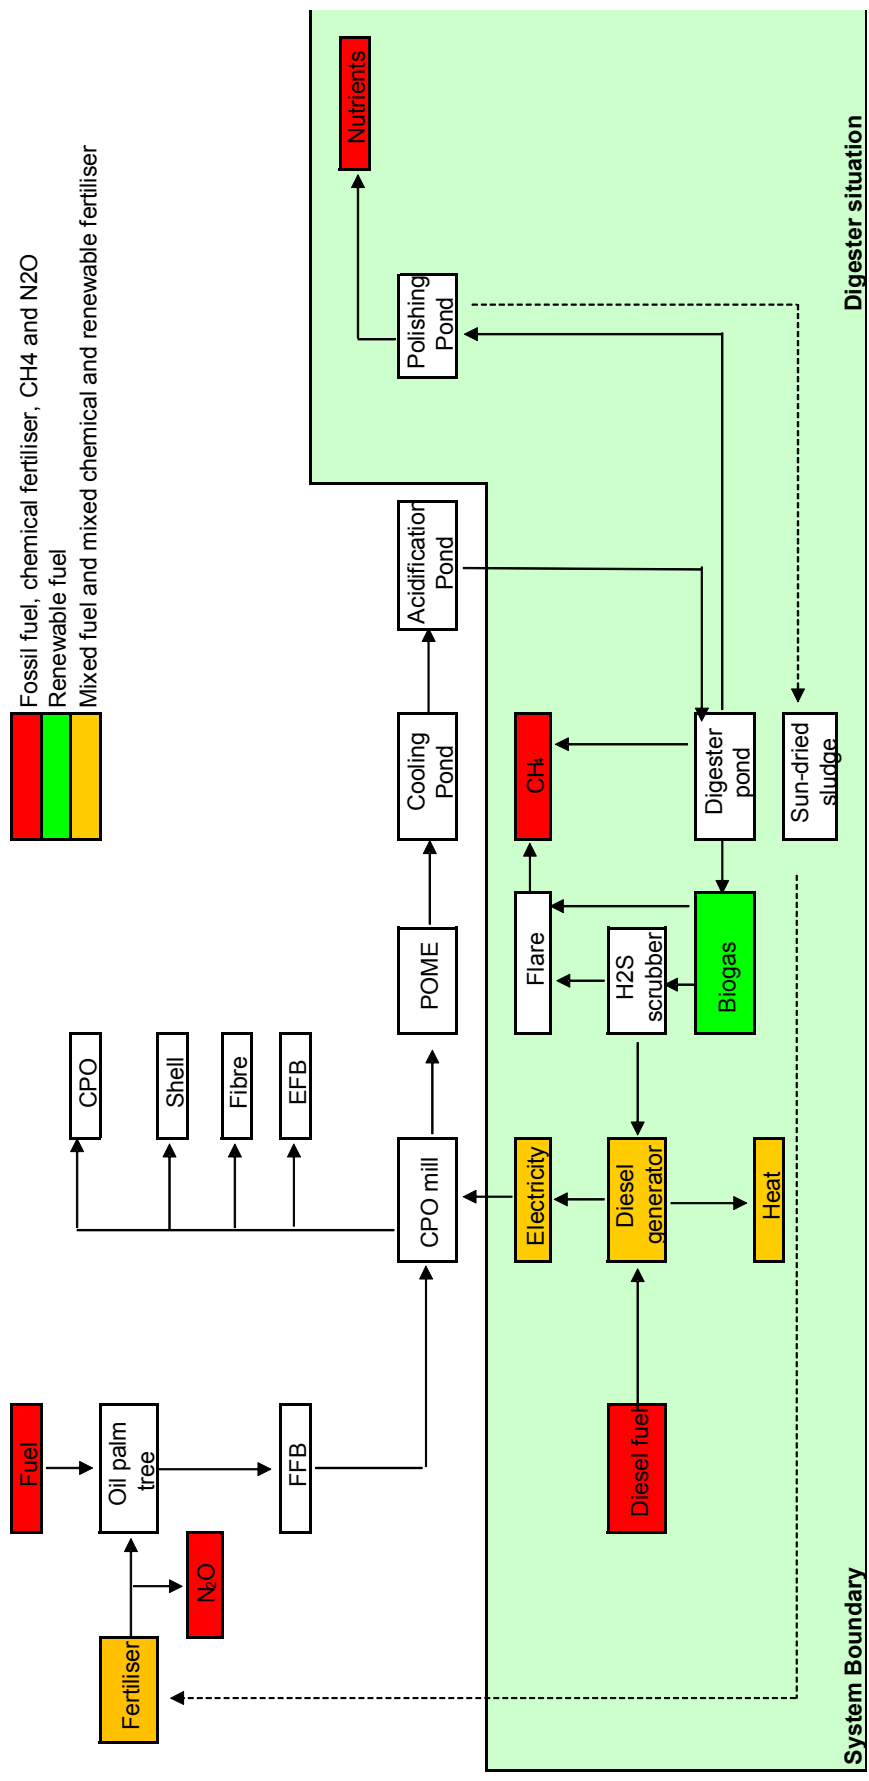 Fossil fuel, chemical fertiliser, CH4 and N2O
Renewable fuel
Mixed fuel and mixed chemical and renewable fertiliser
Fuel
Fertiliser
Oil palm
tree
N₂O
FFB
CPO
Shell
Fibre
EFB
CPO mill
POME
Cooling
Pond
Acidification
Pond
Polishing
Pond
Nutrients
Electricity
Flare
CH₄
Diesel fuel
Diesel
generator
H2S
scrubber
Biogas
Digester
pond
Heat
Sun-dried
sludge
System Boundary
Digester situation